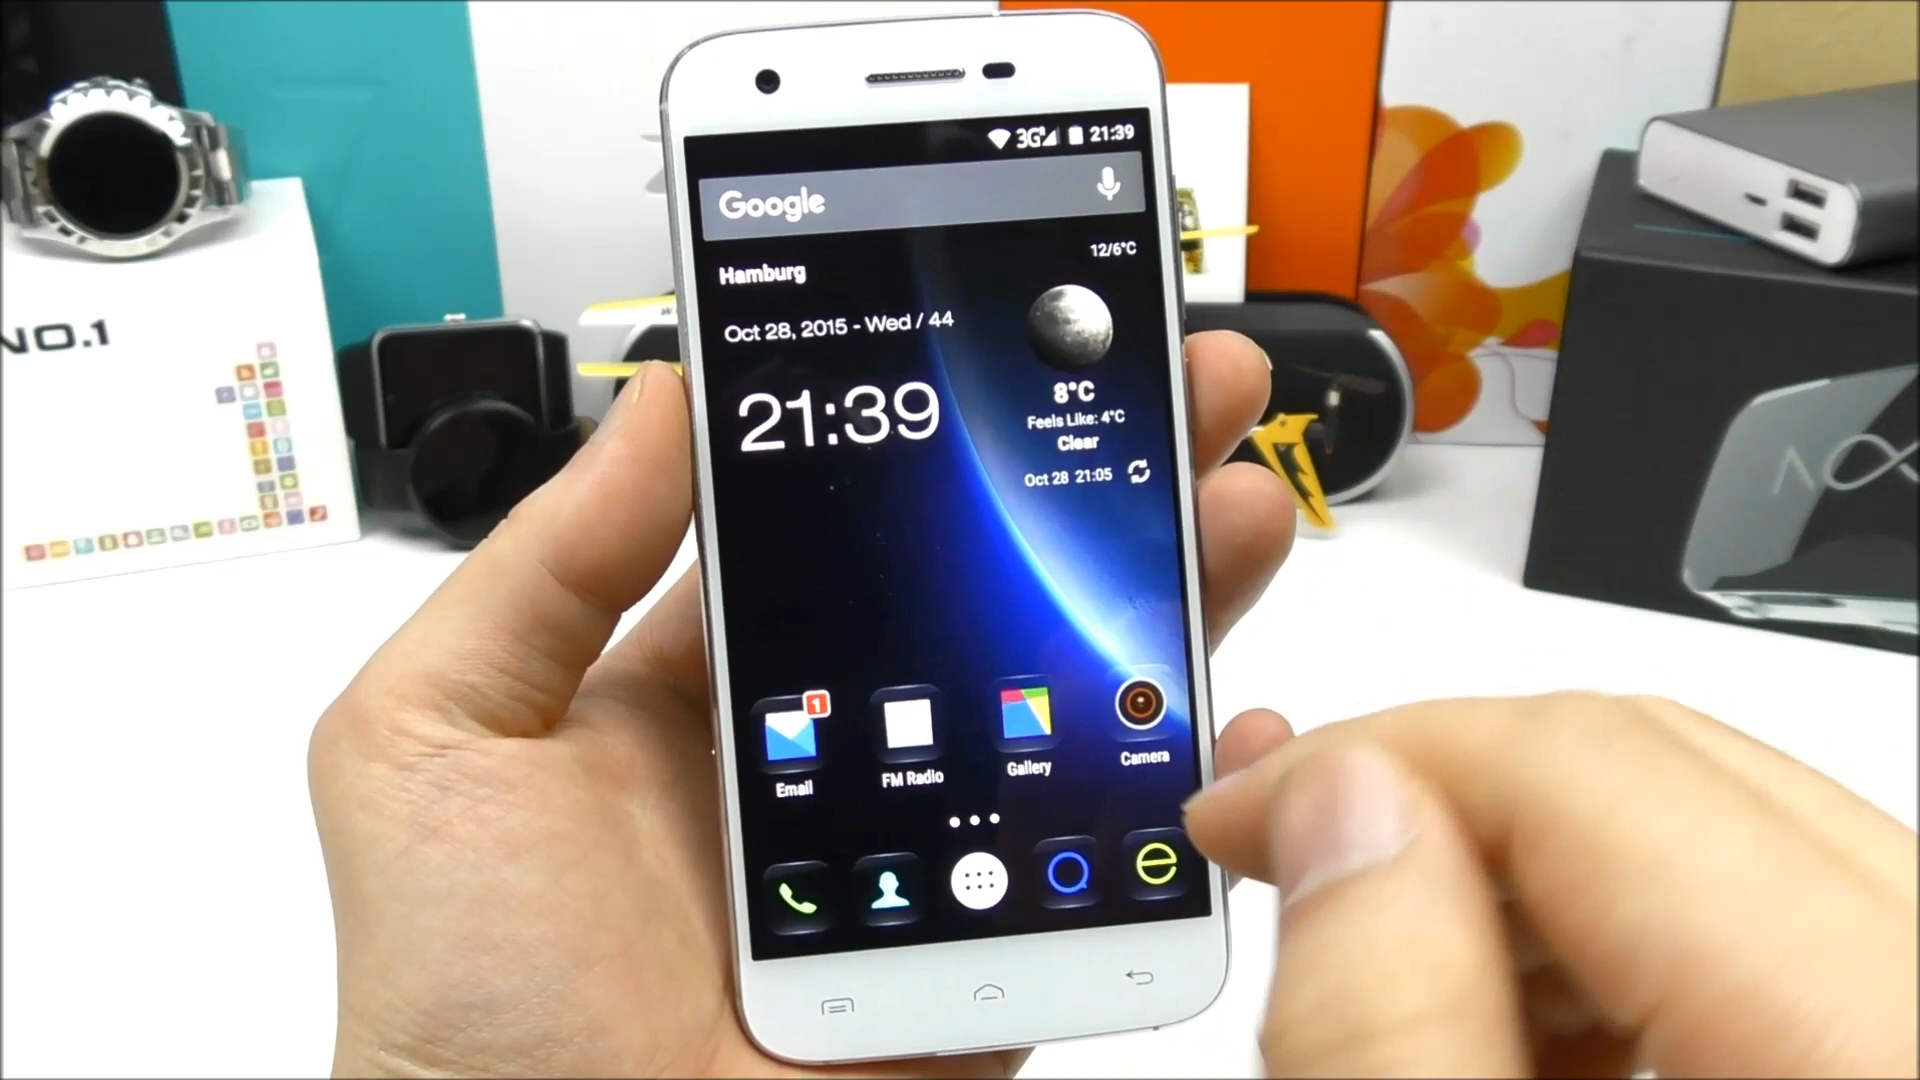 3G 21:39
Google
12/6°C
Hamburg
Oct 28, 2015 - Wed / 44
21:39
8°C
Feels Like: 4°C
Clear
Oct 28 21:05
1
Email
FM Radio
Gallery
Camera
NO.1